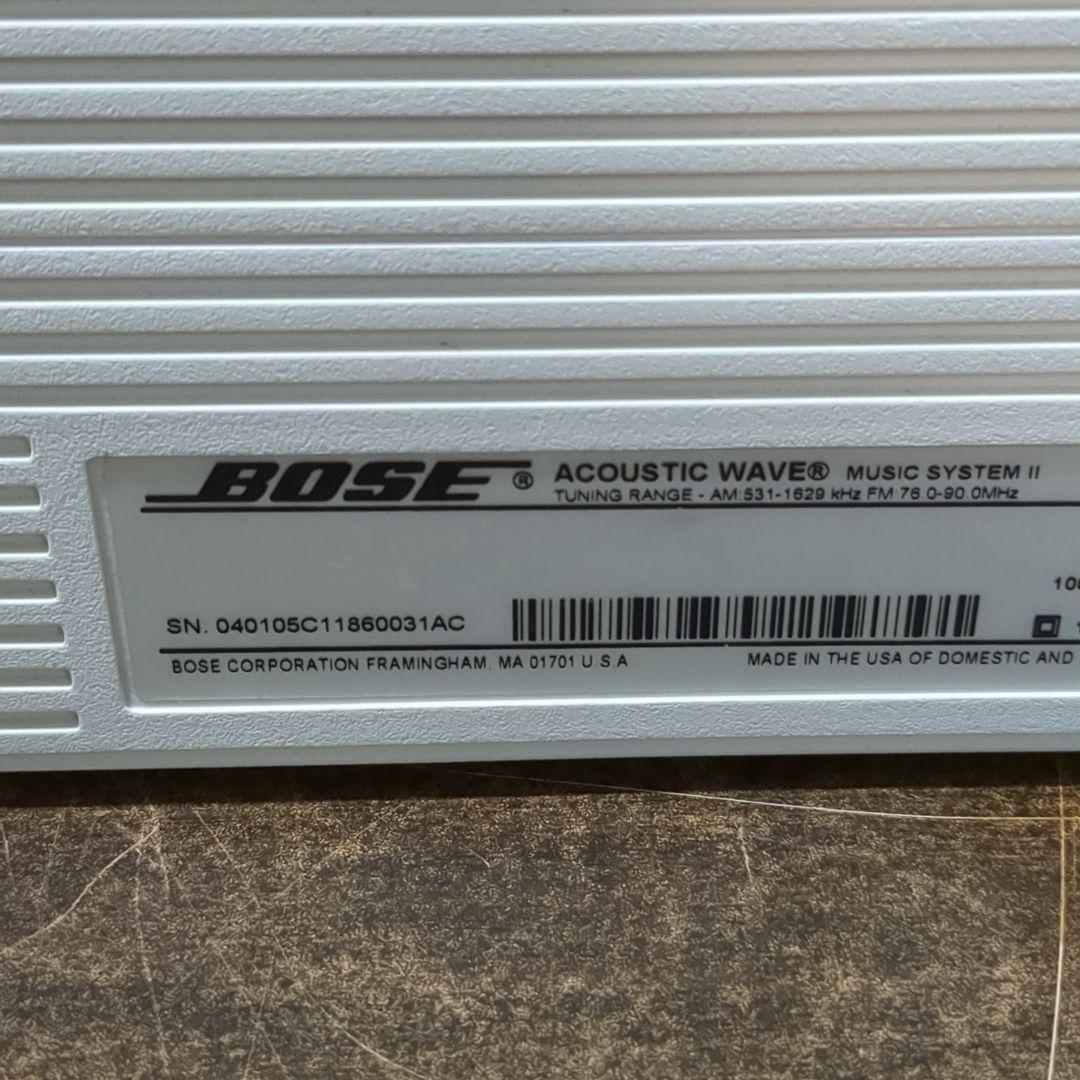 BOSE® ACOUSTIC WAVE® MUSIC SYSTEM II
TUNING RANGE - AM:531-1629 kHz FM 76.0-90.0MHz
SN. 040105C11860031AC
BOSE CORPORATION FRAMINGHAM, MA 01701 U S A
MADE IN THE USA OF DOMESTIC AND